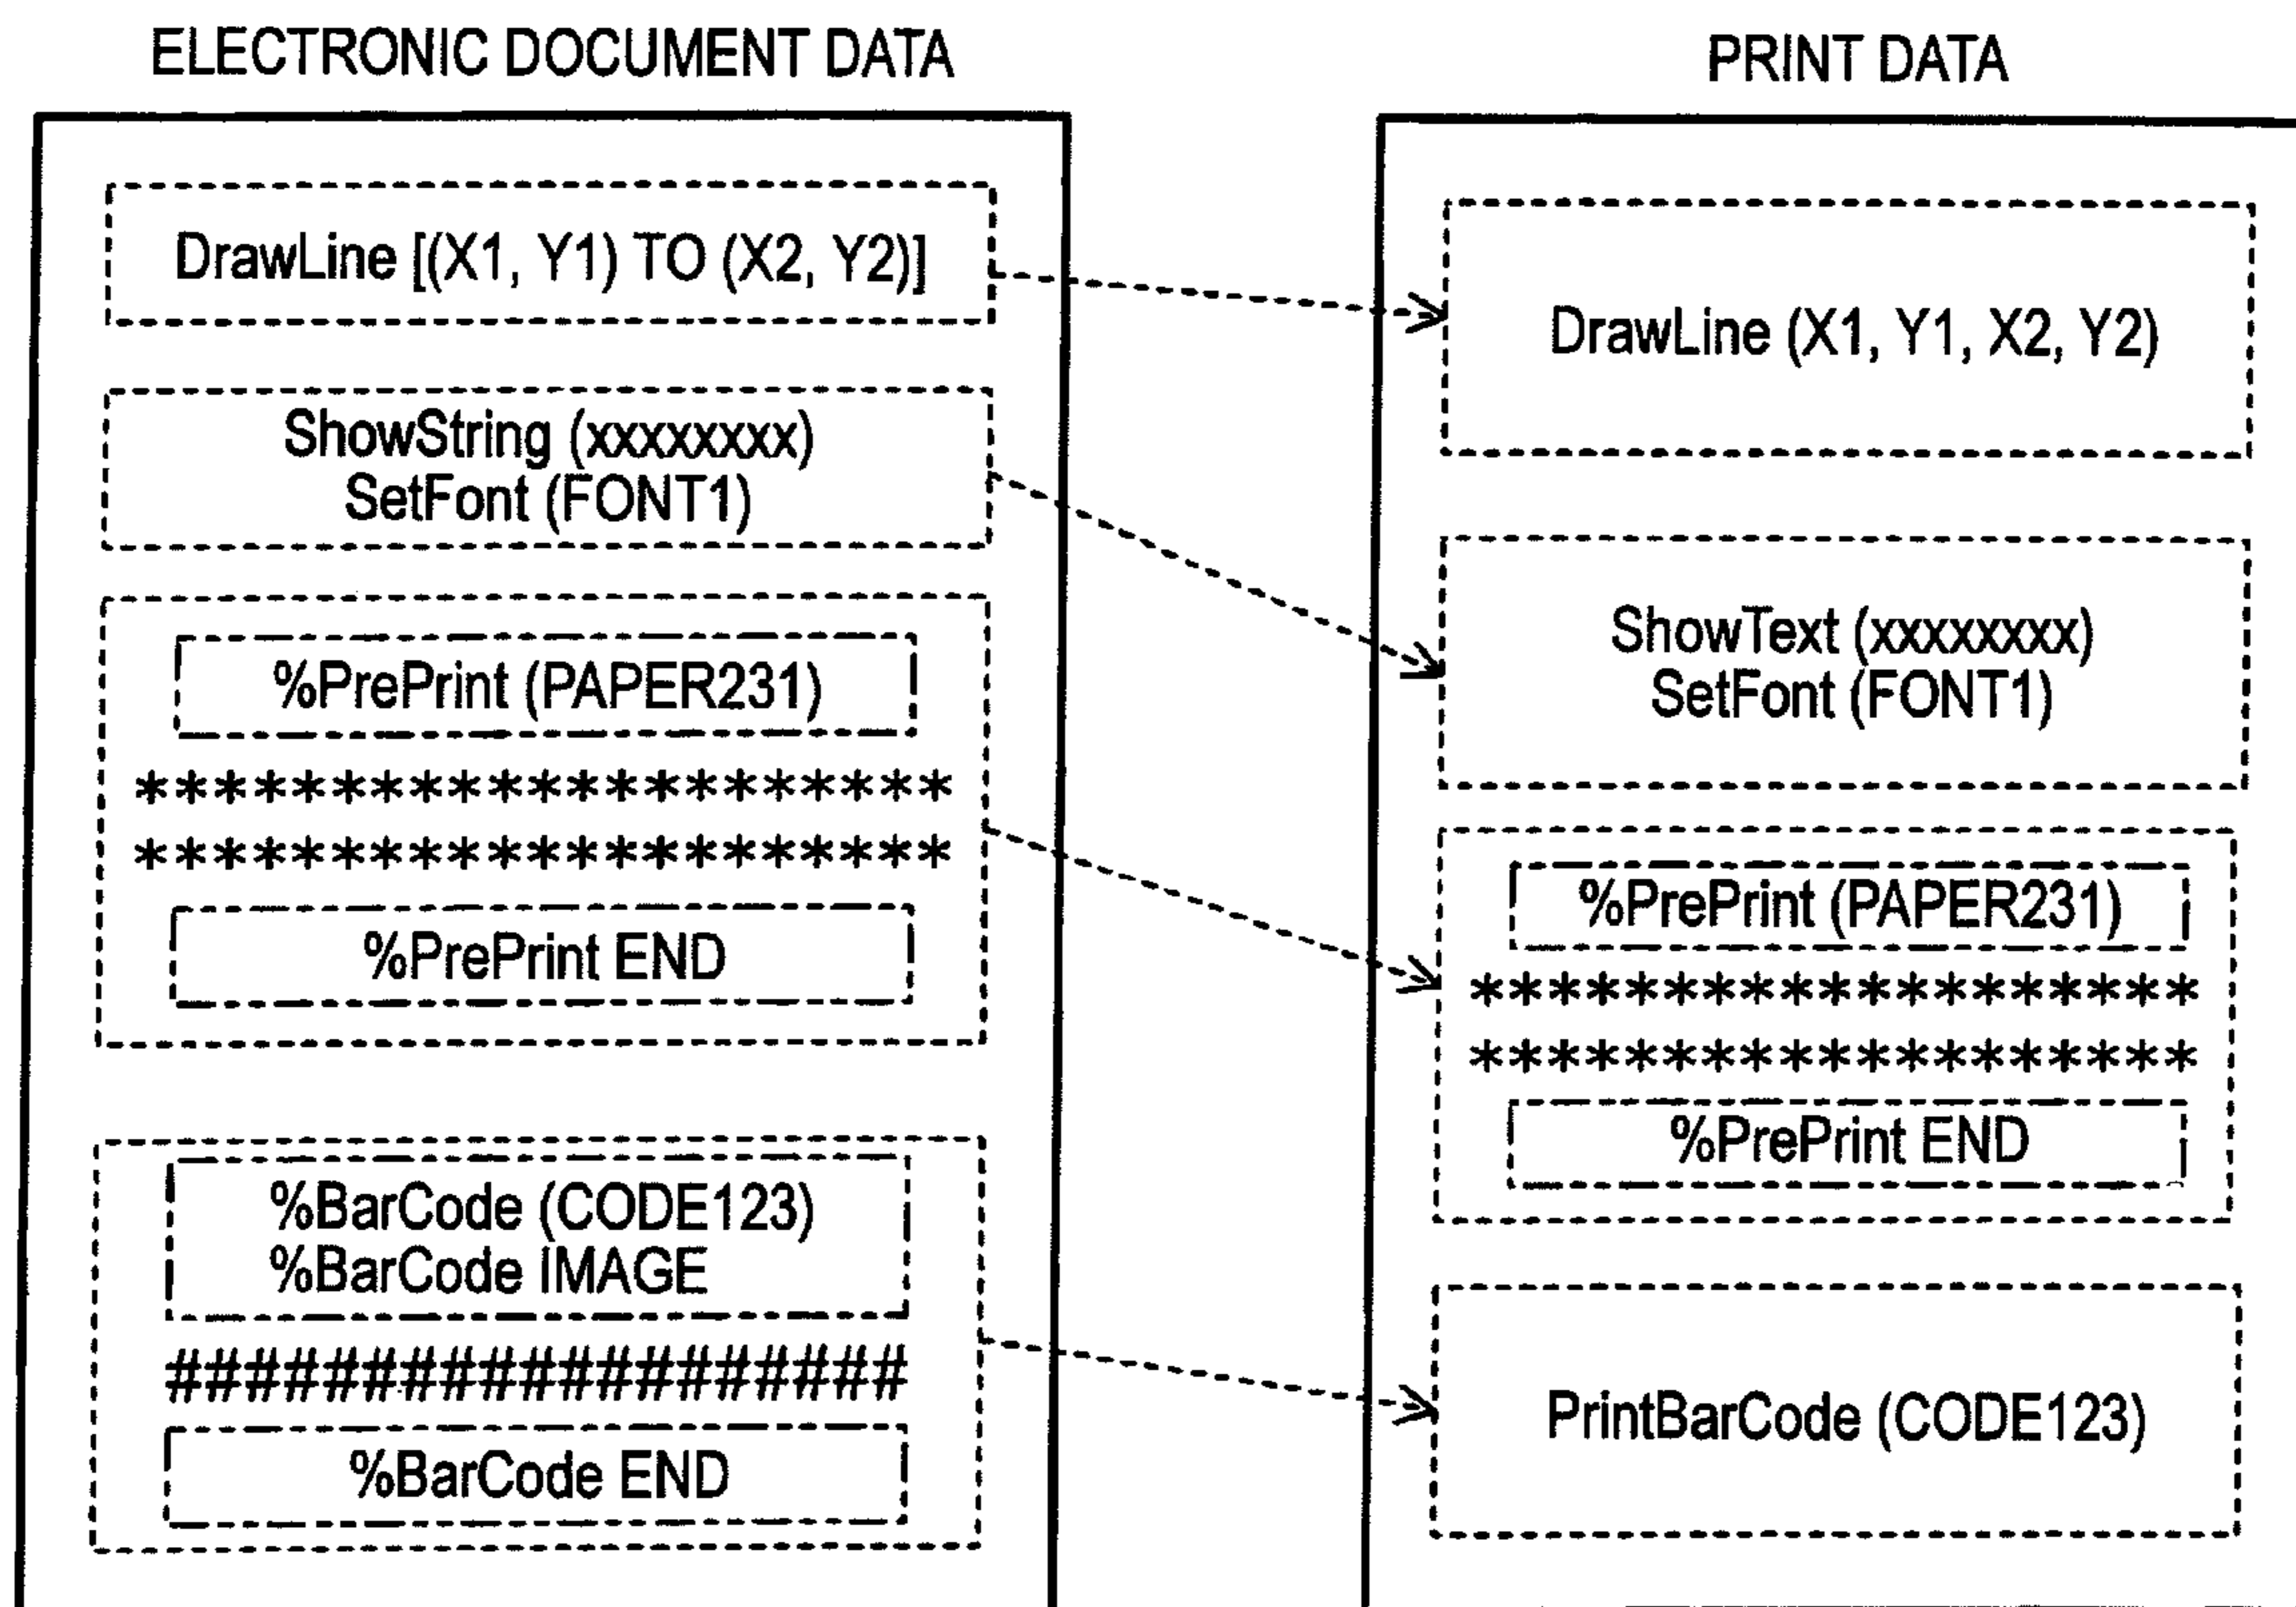 ELECTRONIC DOCUMENT DATA
DrawLine [(X1, Y1) TO (X2, Y2)]
ShowString (xxxxxxxx)
SetFont (FONT1)
%PrePrint (PAPER231)
*********************
*********************
%PrePrint END
%BarCode (CODE123)
%BarCode IMAGE
###################
%BarCode END
PRINT DATA
DrawLine (X1, Y1, X2, Y2)
ShowText (xxxxxxxx)
SetFont (FONT1)
%PrePrint (PAPER231)
*******************
*******************
%PrePrint END
PrintBarCode (CODE123)